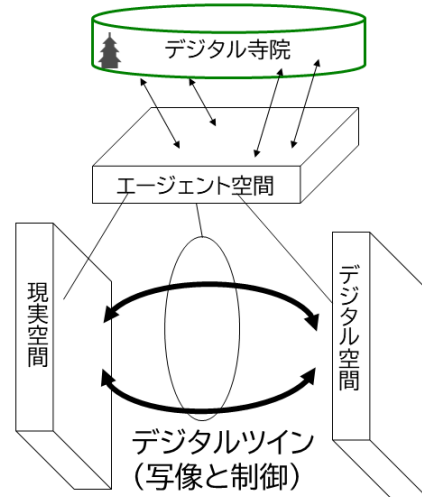 デジタル寺院
エージェント空間
現実空間
デジタル空間
デジタルツイン
（写像と制御）